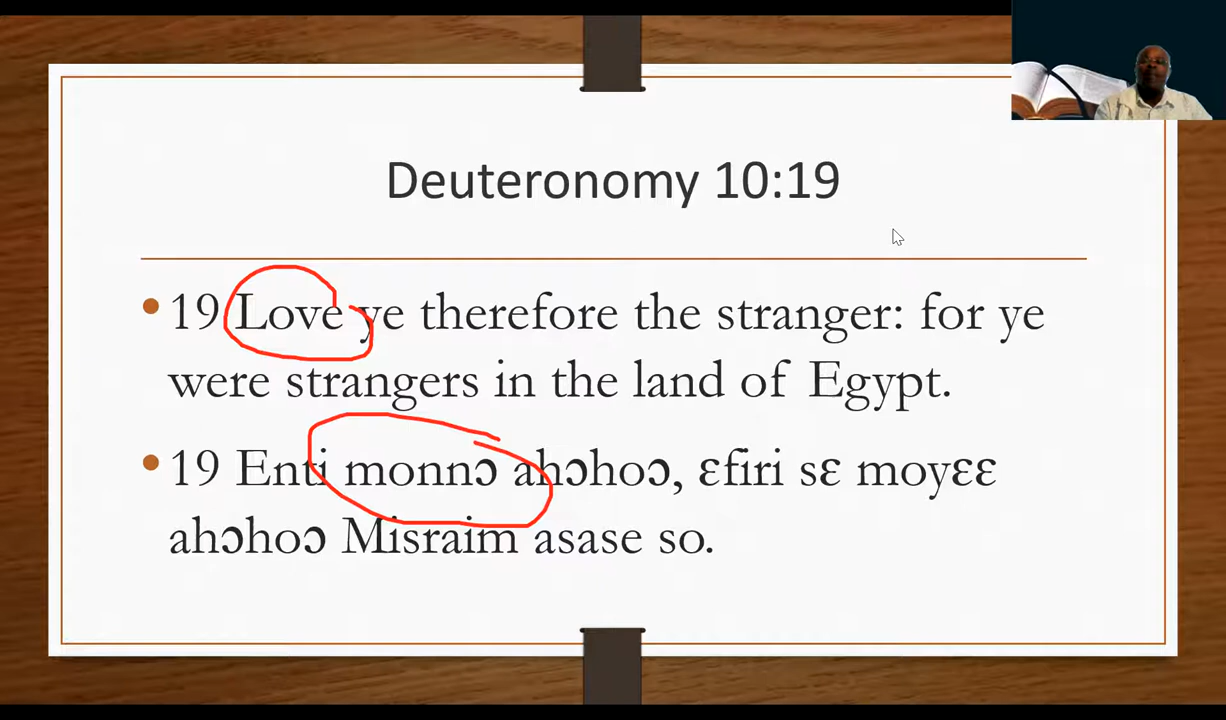 Deuteronomy 10:19
• 19 Love ye therefore the stranger: for ye
were strangers in the land of Egypt.
• 19 Enti monnɔ ahɔhoɔ, ɛfiri sɛ moyɛɛ
ahɔhoɔ Misraim asase so.